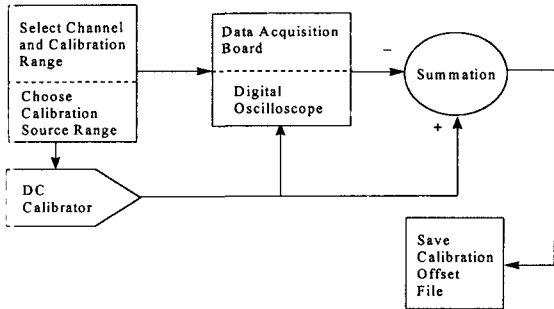 Select Channel
and Calibration
Range
Choose
Calibration
Source Range
Data Acquisition
Board
Digital
Oscilloscope
−
Summation
+
DC
Calibrator
Save
Calibration
Offset
File